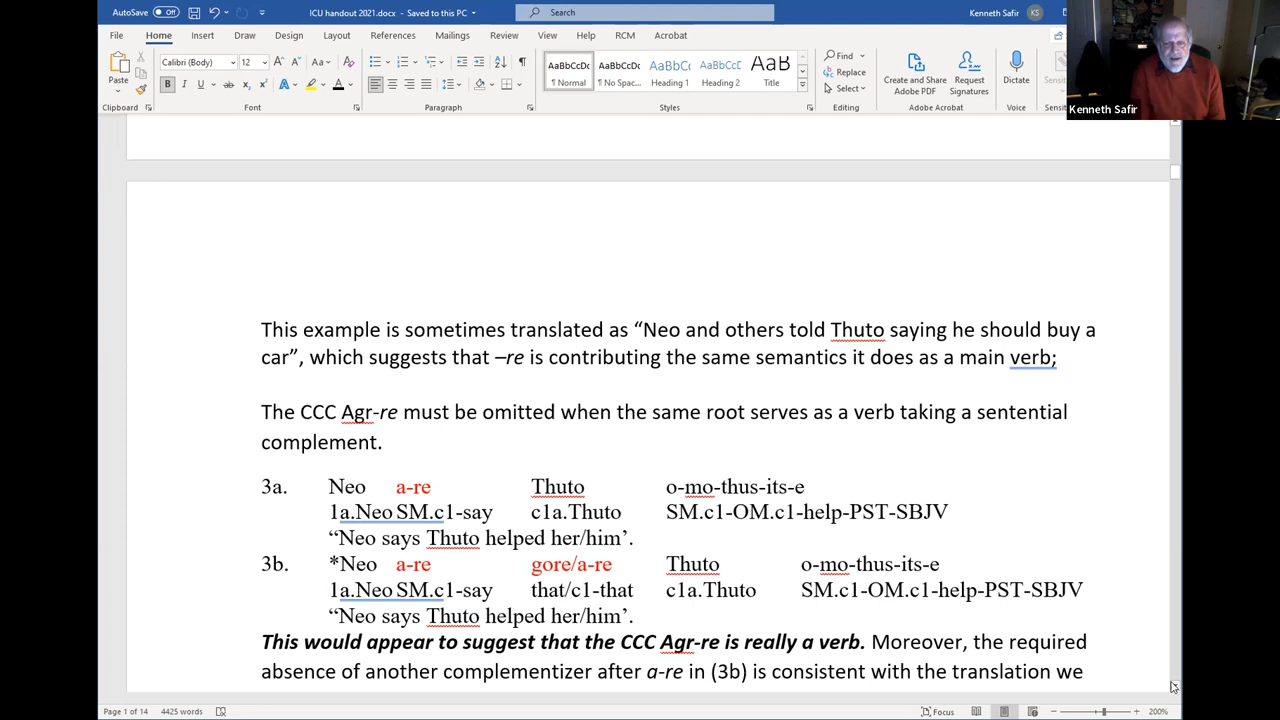 AutoSave Off ICU handout 2021.docx - Saved to this PC Search Kenneth Safir KS
File Home Insert Draw Design Layout References Mailings Review View Help RCM Acrobat
Calibri (Body) 12 Aa Find
Paste Replace Create and Share Request Dictate
B I U ab x₂ x² A Select Adobe PDF Signatures
AaBbCcDc AaBbCcDc AaBbCc AaBbCcC AaB
¶ Normal ¶ No Spac... Heading 1 Heading 2 Title
Clipboard Font Paragraph Styles Editing Adobe Acrobat Voice
Kenneth Safir
This example is sometimes translated as “Neo and others told Thuto saying he should buy a
car”, which suggests that –re is contributing the same semantics it does as a main verb;
The CCC Agr-re must be omitted when the same root serves as a verb taking a sentential
complement.
3a. Neo a-re Thuto o-mo-thus-its-e
1a.Neo SM.c1-say c1a.Thuto SM.c1-OM.c1-help-PST-SBJV
“Neo says Thuto helped her/him’.
3b. *Neo a-re gore/a-re Thuto o-mo-thus-its-e
1a.Neo SM.c1-say that/c1-that c1a.Thuto SM.c1-OM.c1-help-PST-SBJV
“Neo says Thuto helped her/him’.
This would appear to suggest that the CCC Agr-re is really a verb. Moreover, the required
absence of another complementizer after a-re in (3b) is consistent with the translation we
Page 1 of 14 4425 words Focus 200%